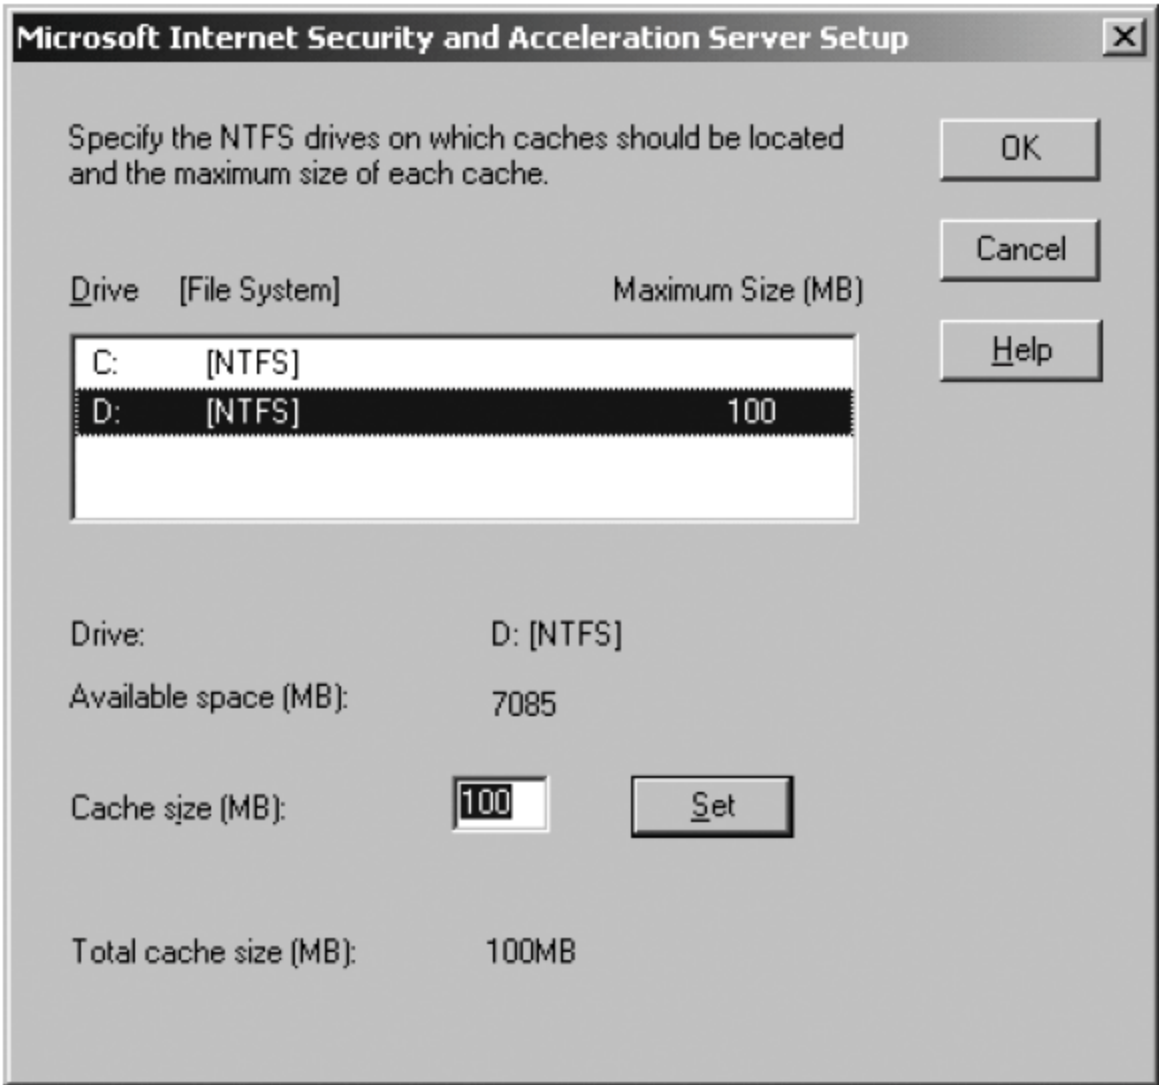 Microsoft Internet Security and Acceleration Server Setup
Specify the NTFS drives on which caches should be located
and the maximum size of each cache.
OK
Cancel
Help
Drive [File System] Maximum Size (MB)
C: [NTFS]
D: [NTFS] 100
Drive: D: [NTFS]
Available space (MB): 7085
Cache size (MB): 100 Set
Total cache size (MB): 100MB